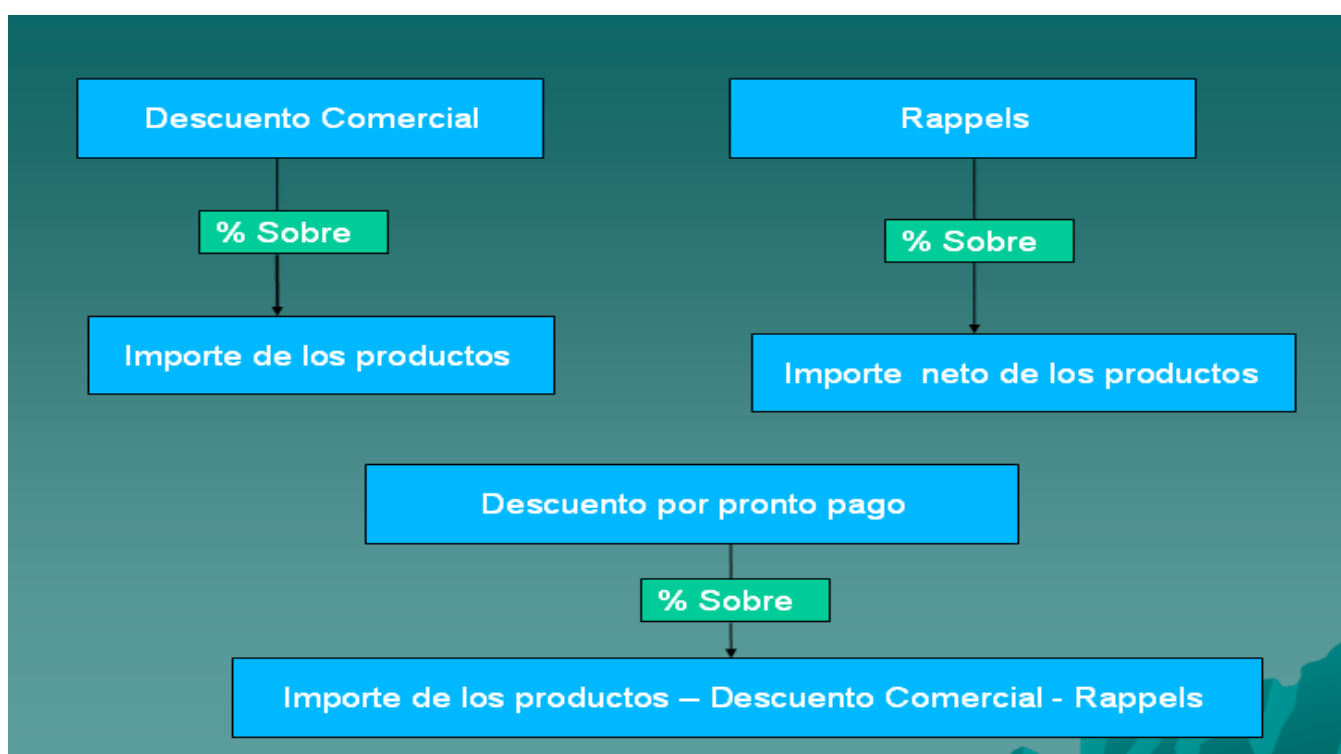 Descuento Comercial
Rappels
% Sobre
% Sobre
Importe de los productos
Importe neto de los productos
Descuento por pronto pago
% Sobre
Importe de los productos – Descuento Comercial - Rappels